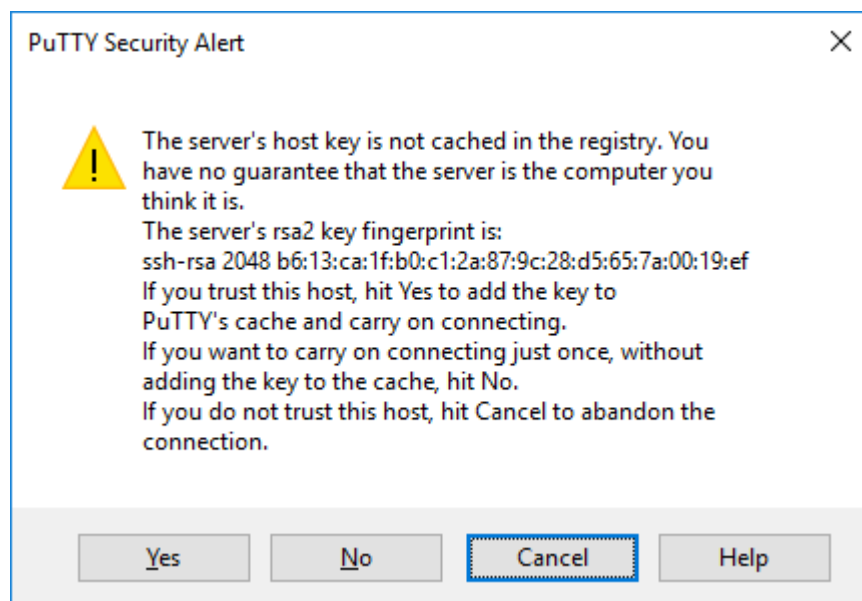 PuTTY Security Alert
The server's host key is not cached in the registry. You
have no guarantee that the server is the computer you
think it is.
The server's rsa2 key fingerprint is:
ssh-rsa 2048 b6:13:ca:1f:b0:c1:2a:87:9c:28:d5:65:7a:00:19:ef
If you trust this host, hit Yes to add the key to
PuTTY's cache and carry on connecting.
If you want to carry on connecting just once, without
adding the key to the cache, hit No.
If you do not trust this host, hit Cancel to abandon the
connection.
Yes No Cancel Help